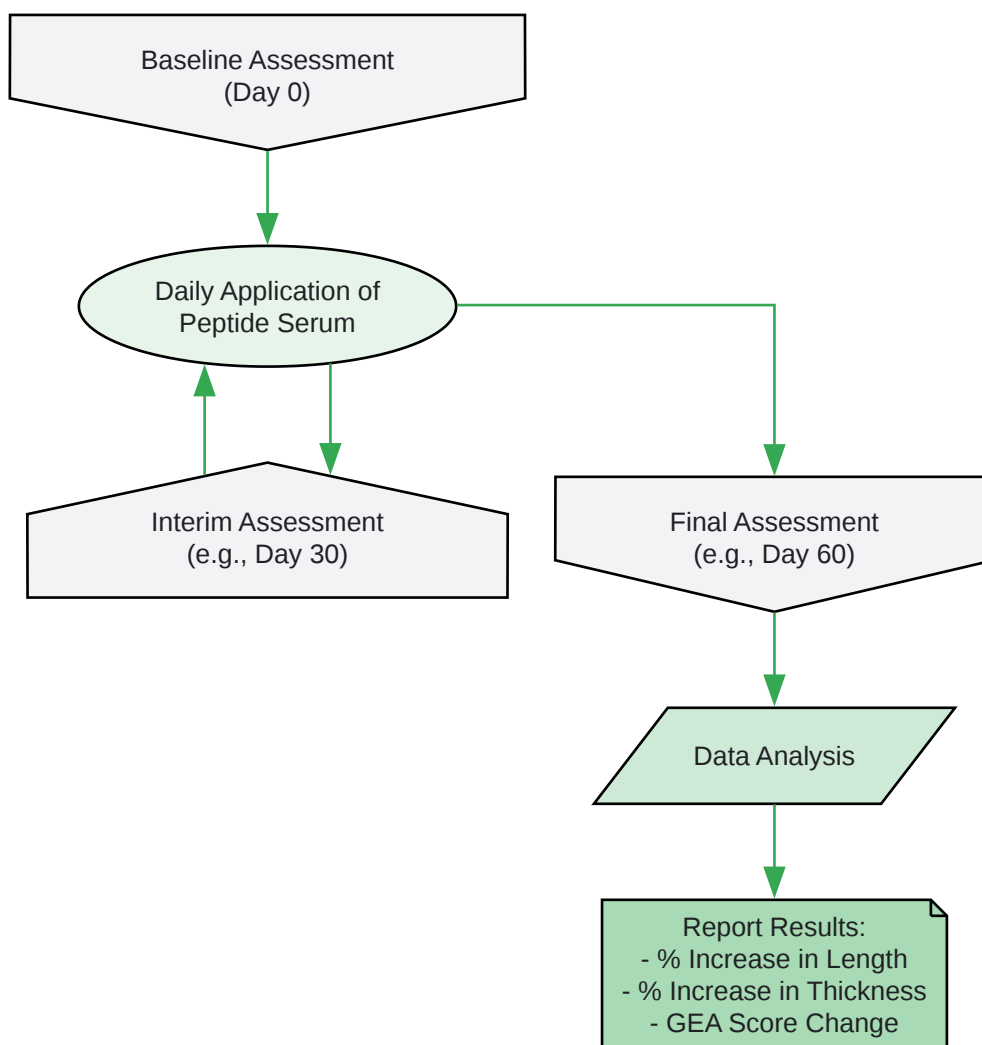 Baseline Assessment
(Day 0)
Daily Application of
Peptide Serum
Interim Assessment
(e.g., Day 30)
Final Assessment
(e.g., Day 60)
Data Analysis
Report Results:
- % Increase in Length
- % Increase in Thickness
- GEA Score Change